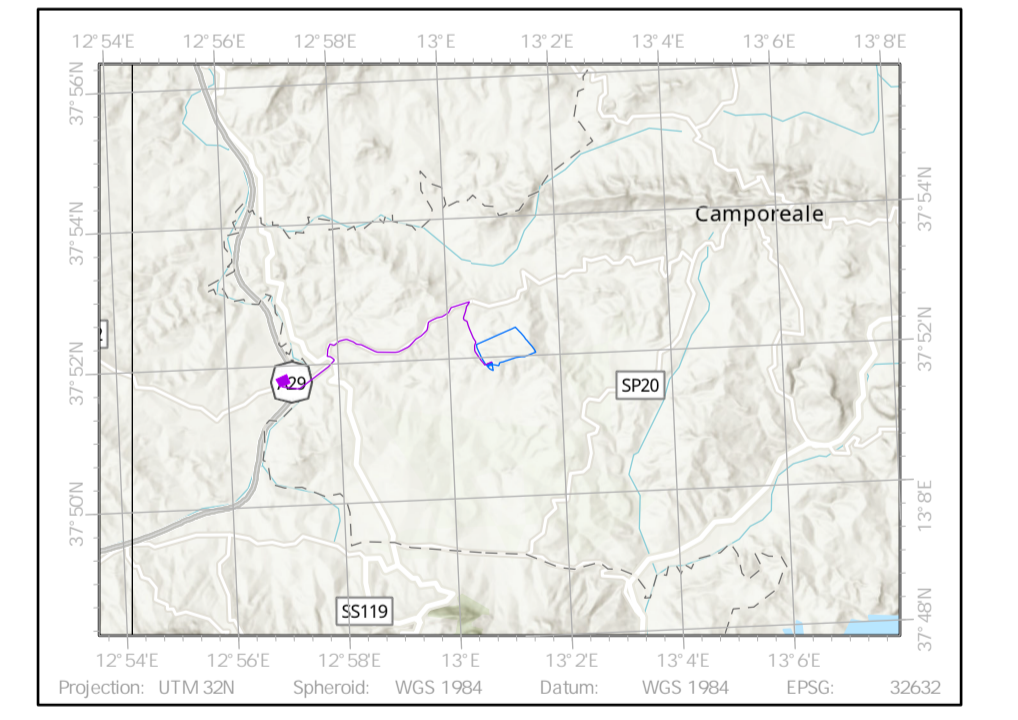 12°54'E 12°56'E 12°58'E 13°E 13°2'E 13°4'E 13°6'E 13°8'E
37°56'N
37°54'N
Camporeale
37°54'N
37°52'N
37°52'N
29
SP20
37°50'N
13°8'E
SS119
37°48'N
12°54'E 12°56'E 12°58'E 13°E 13°2'E 13°4'E 13°6'E
Projection: UTM 32N Spheroid: WGS 1984 Datum: WGS 1984 EPSG: 32632